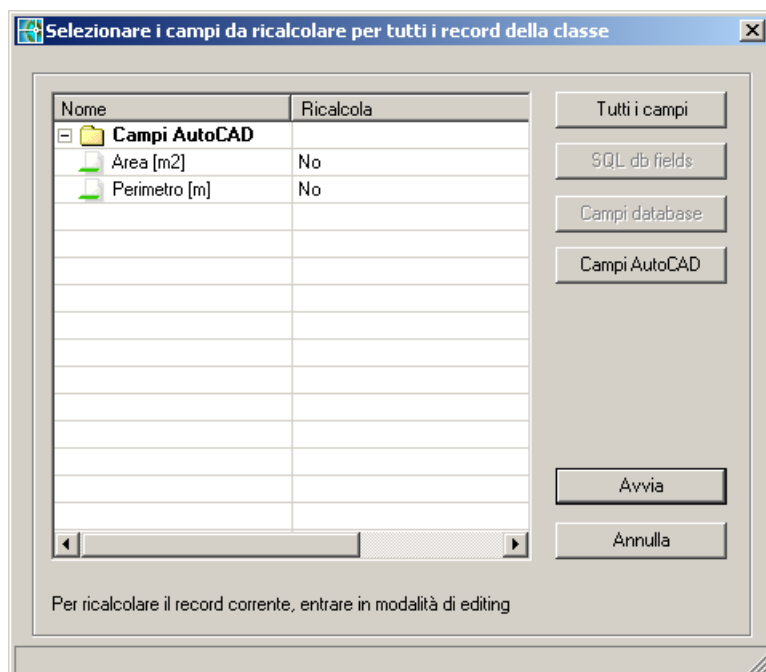 Selezionare i campi da ricalcolare per tutti i record della classe
Nome Ricalcola
Campi AutoCAD
Area [m2] No
Perimetro [m] No
Tutti i campi
SQL db fields
Campi database
Campi AutoCAD
Avvia
Annulla
Per ricalcolare il record corrente, entrare in modalità di editing